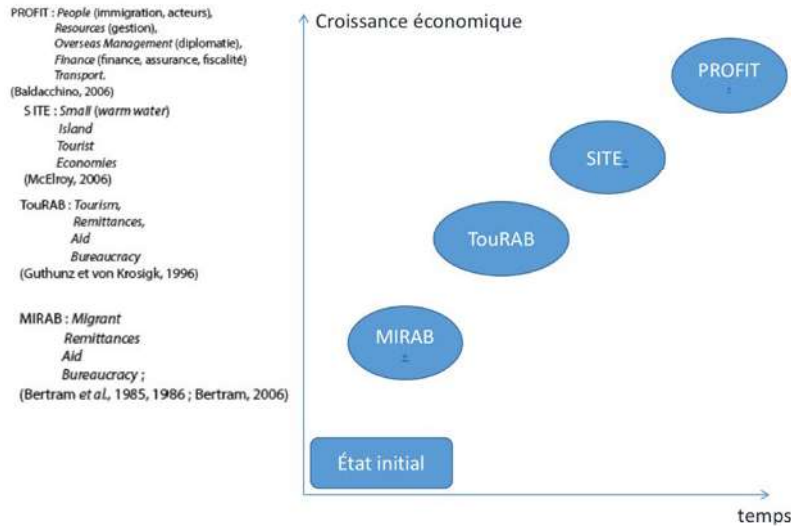 PROFIT : People (immigration, acteurs),
Resources (gestion),
Overseas Management (diplomatie),
Finance (finance, assurance, fiscalité)
Transport.
(Baldacchino, 2006)
SITE : Small (warm water)
Island
Tourist
Economies
(McElroy, 2006)
TouRAB : Tourism,
Remittances,
Aid
Bureaucracy
(Guthunz et von Krosigk, 1996)
MIRAB : Migrant
Remittances
Aid
Bureaucracy ;
(Bertram et al., 1985, 1986 ; Bertram, 2006)
Croissance économique
PROFIT
SITE
TouRAB
MIRAB
État initial
temps